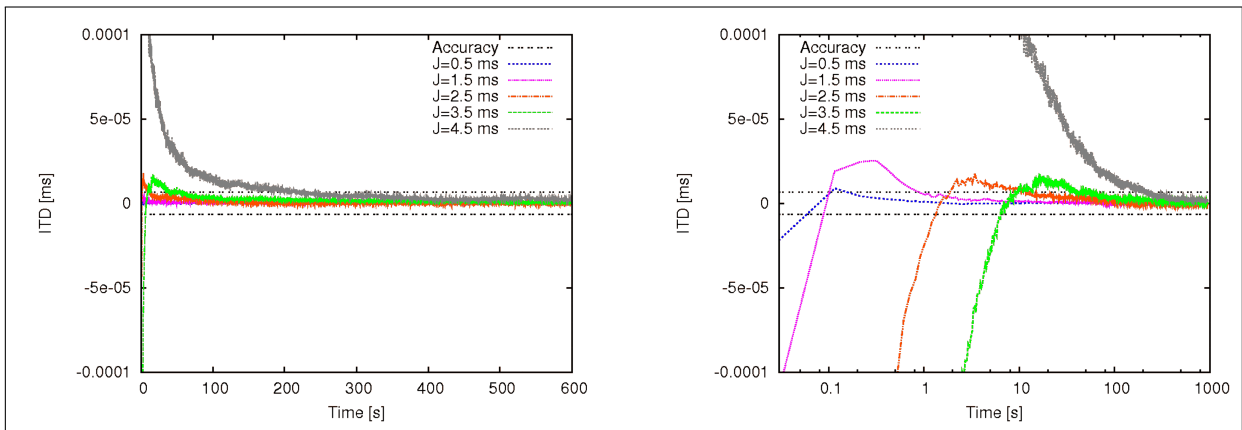 0.0001
5e-05
0
-5e-05
-0.0001
ITD [ms]
0 100 200 300 400 500 600
Time [s]
Accuracy
J=0.5 ms
J=1.5 ms
J=2.5 ms
J=3.5 ms
J=4.5 ms
0.0001
5e-05
0
-5e-05
-0.0001
ITD [ms]
0.1 1 10 100 1000
Time [s]
Accuracy
J=0.5 ms
J=1.5 ms
J=2.5 ms
J=3.5 ms
J=4.5 ms